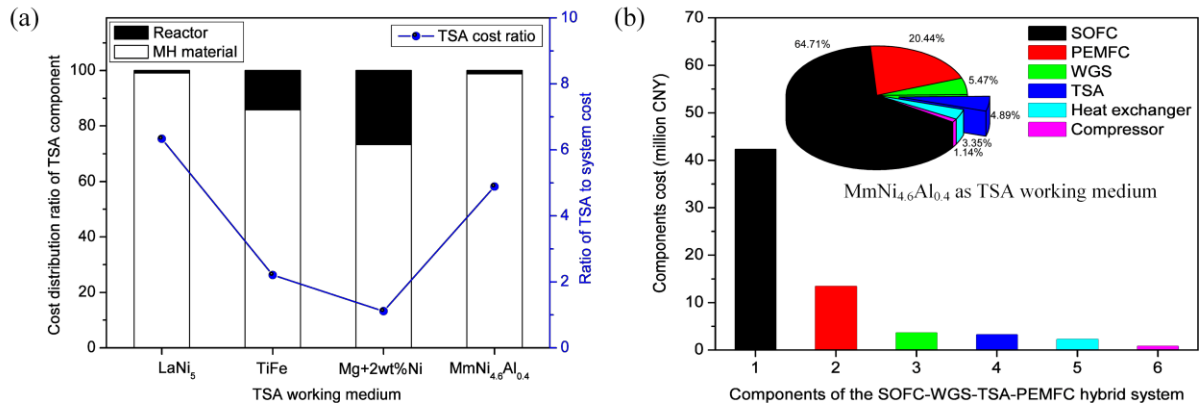 (a)
Reactor
MH material
TSA cost ratio
Cost distribution ratio of TSA component
100
80
60
40
20
0
10
8
6
4
2
0
Ratio of TSA to system cost
LaNi₅
TiFe
Mg+2wt%Ni
MmNi₄.₆Al₀.₄
TSA working medium
(b)
Components cost (million CNY)
70
60
50
40
30
20
10
0
64.71%
20.44%
5.47%
4.89%
3.35%
1.14%
SOFC
PEMFC
WGS
TSA
Heat exchanger
Compressor
MmNi₄.₆Al₀.₄ as TSA working medium
1
2
3
4
5
6
Components of the SOFC-WGS-TSA-PEMFC hybrid system